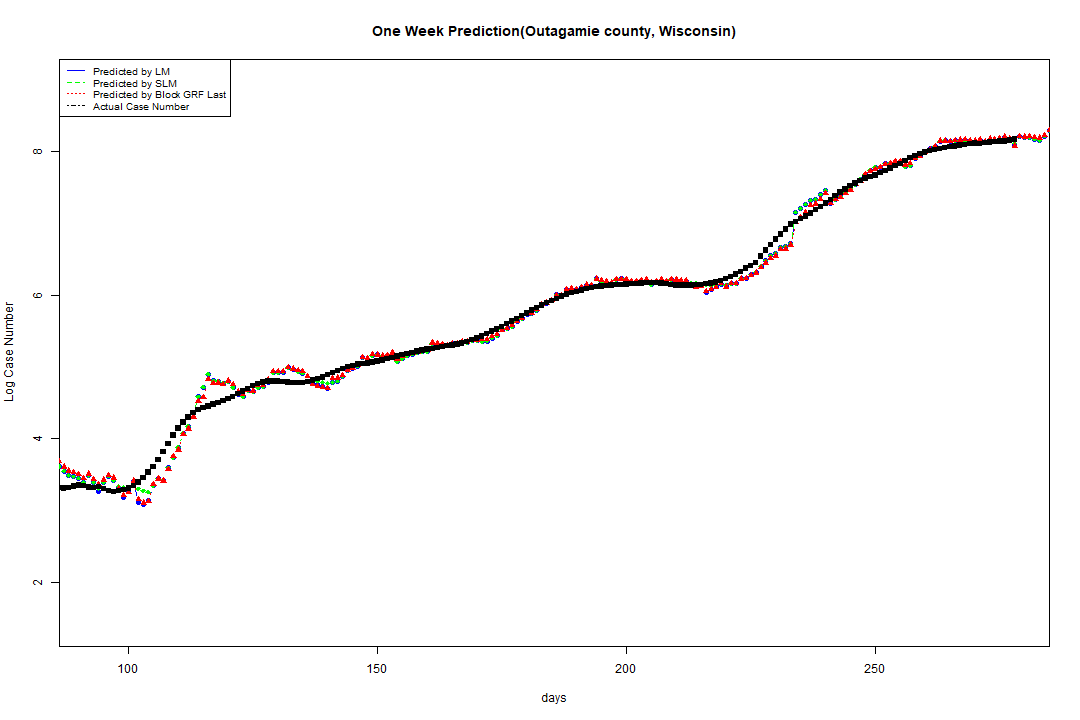 One Week Prediction(Outagamie county, Wisconsin)
Predicted by LM
Predicted by SLM
Predicted by Block GRF Last
Actual Case Number
8
6
4
2
Log Case Number
100 150 200 250
days